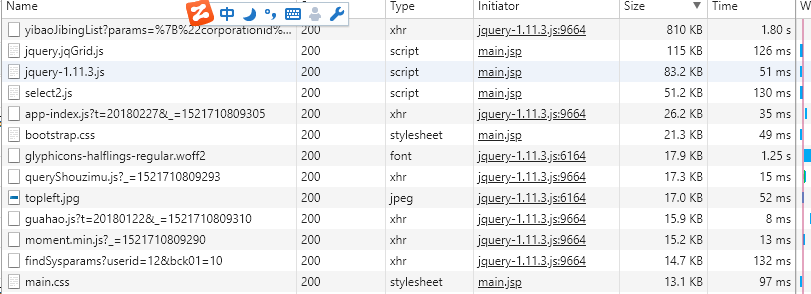 Name Type Initiator Size ▼ Time W
中
yibaoJibingList?params=%7B%22corporationid%... 200 xhr jquery-1.11.3.js:9664 810 KB 1.80 s
jquery.jqGrid.js 200 script main.jsp 115 KB 126 ms
jquery-1.11.3.js 200 script main.jsp 83.2 KB 51 ms
select2.js 200 script main.jsp 51.2 KB 130 ms
app-index.js?t=20180227&_=1521710809305 200 xhr jquery-1.11.3.js:9664 26.2 KB 35 ms
bootstrap.css 200 stylesheet main.jsp 21.3 KB 49 ms
glyphicons-halflings-regular.woff2 200 font jquery-1.11.3.js:6164 17.9 KB 1.25 s
queryShouzimu.js?_=1521710809293 200 xhr jquery-1.11.3.js:9664 17.3 KB 15 ms
topleft.jpg 200 jpeg jquery-1.11.3.js:6164 17.0 KB 52 ms
guahao.js?t=20180122&_=1521710809310 200 xhr jquery-1.11.3.js:9664 15.9 KB 8 ms
moment.min.js?_=1521710809290 200 xhr jquery-1.11.3.js:9664 15.2 KB 13 ms
findSysparams?userid=12&bck01=10 200 xhr jquery-1.11.3.js:9664 14.7 KB 132 ms
main.css 200 stylesheet main.jsp 13.1 KB 97 ms